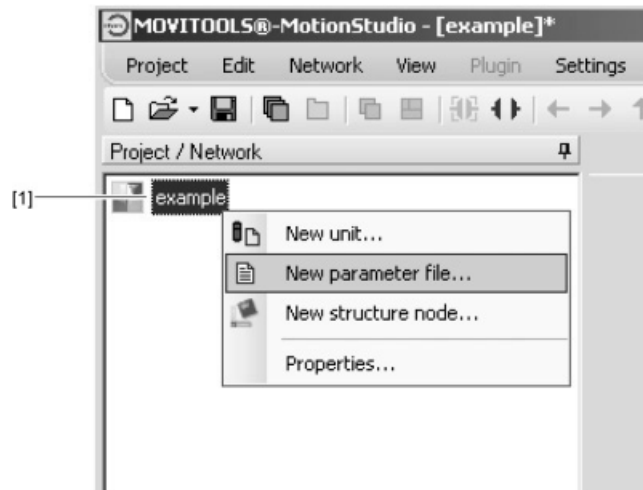 MOVITOOLS®-MotionStudio - [example]*
Project Edit Network View Plugin Settings
Project / Network
[1]
example
New unit...
New parameter file...
New structure node...
Properties...